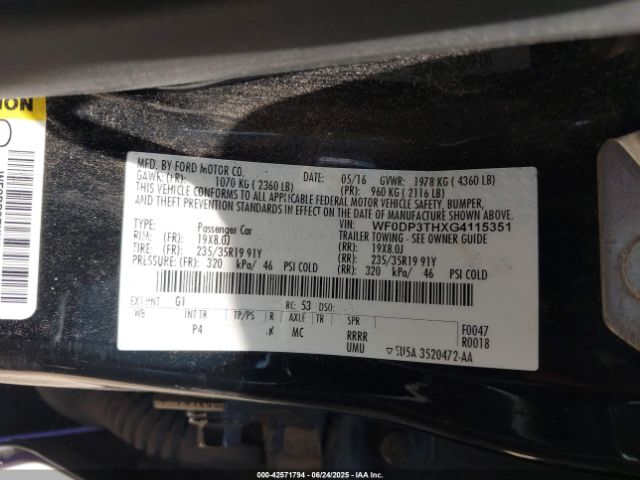 MFD. BY FORD MOTOR CO.
DATE: 05/16 GVWR: 1978 KG ( 4360 LB)
GAWR: (FR): 1070 KG ( 2360 LB) (PR): 960 KG ( 2116 LB)
THIS VEHICLE CONFORMS TO ALL APPLICABLE FEDERAL MOTOR VEHICLE SAFETY, BUMPER,
AND THEFT PREVENTION STANDARDS IN EFFECT ON THE DATE OF MANUFACTURE SHOWN ABOVE.
VIN: WF0DP3THXG4115351
TYPE: Passenger Car TRAILER TOWING - SEE OWNER GUIDE
RIM: (FR): 19X8.0J (RR): 19X8.0J
TIRE: (FR): 235/35R19 91Y (RR): 235/35R19 91Y
PRESSURE: (FR): 320 kPa/ 46 PSI COLD (RR): 320 kPa/ 46 PSI COLD
EXT PNT: G1 RC: 53 DSO:
WB INT TR TP/PS R AXLE TR SPR F0047
P4 MC RRRR R0018
UMU 5U5A 3520472-AA
000-42571794 - 06/24/2025 - IAAI.COM